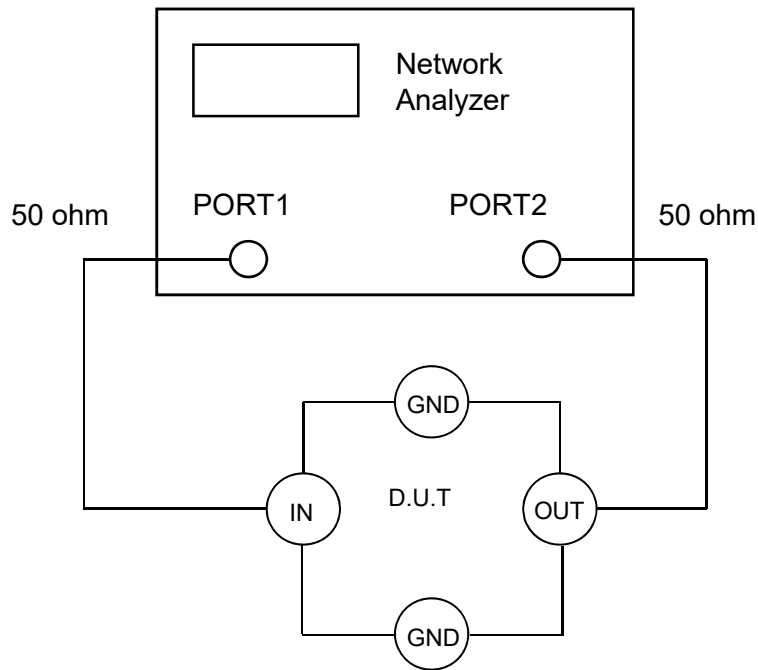 Network
Analyzer
50 ohm
PORT1
PORT2
50 ohm
GND
IN
D.U.T
OUT
GND